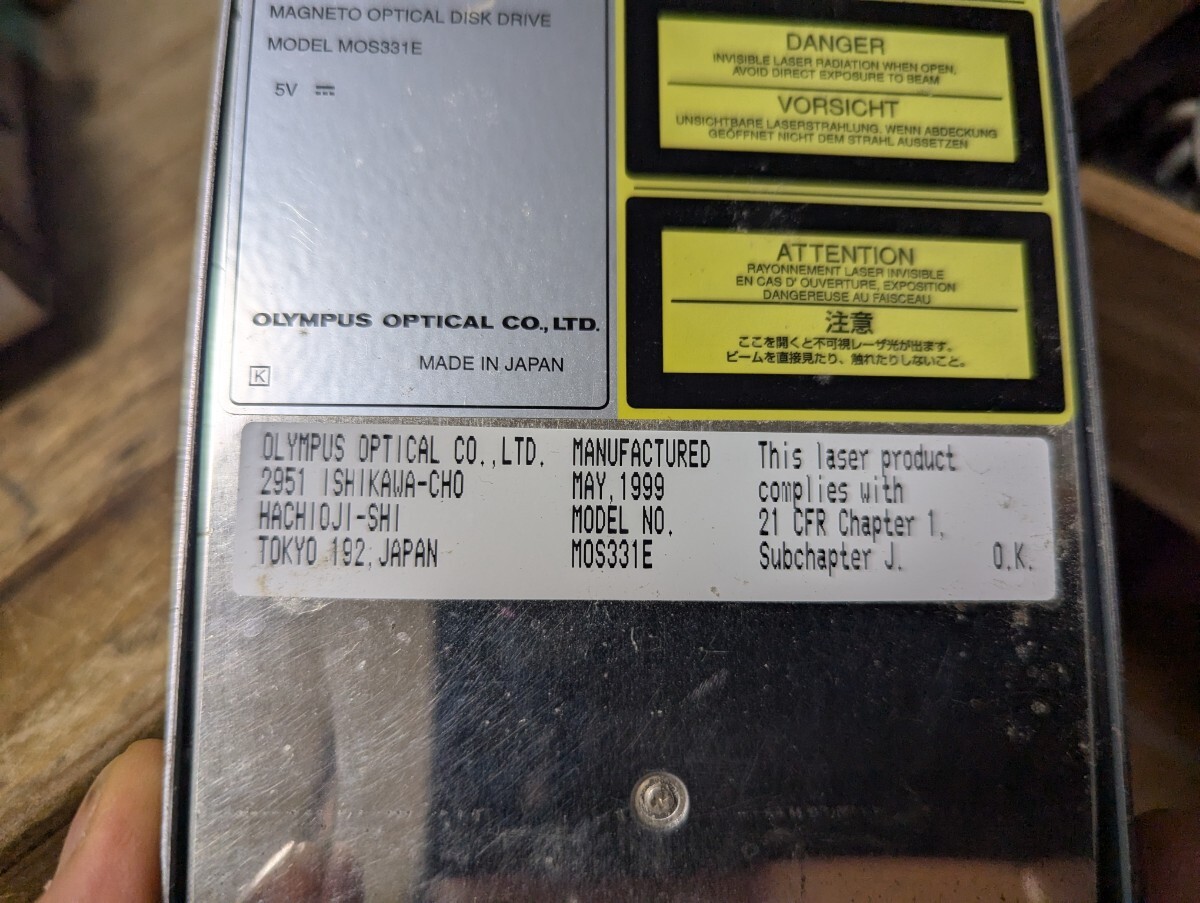 MAGNETO OPTICAL DISK DRIVE
MODEL MOS331E
5V
OLYMPUS OPTICAL CO., LTD.
MADE IN JAPAN
K
DANGER
INVISIBLE LASER RADIATION WHEN OPEN,
AVOID DIRECT EXPOSURE TO BEAM
VORSICHT
UNSICHTBARE LASERSTRAHLUNG, WENN ABDECKUNG
GEÖFFNET NICHT DEM STRAHL AUSSETZEN
ATTENTION
RAYONNEMENT LASER INVISIBLE
EN CAS D' OUVERTURE, EXPOSITION
DANGEREUSE AU FAISCEAU
注意
ここを開くと不可視レーザ光が出ます。
ビームを直接見たり、触れたりしないこと。
OLYMPUS OPTICAL CO.,LTD.
2951 ISHIKAWA-CHO
HACHIOJI-SHI
TOKYO 192,JAPAN
MANUFACTURED
MAY,1999
MODEL NO.
MOS331E
This laser product
complies with
21 CFR Chapter 1,
Subchapter J.
O.K.